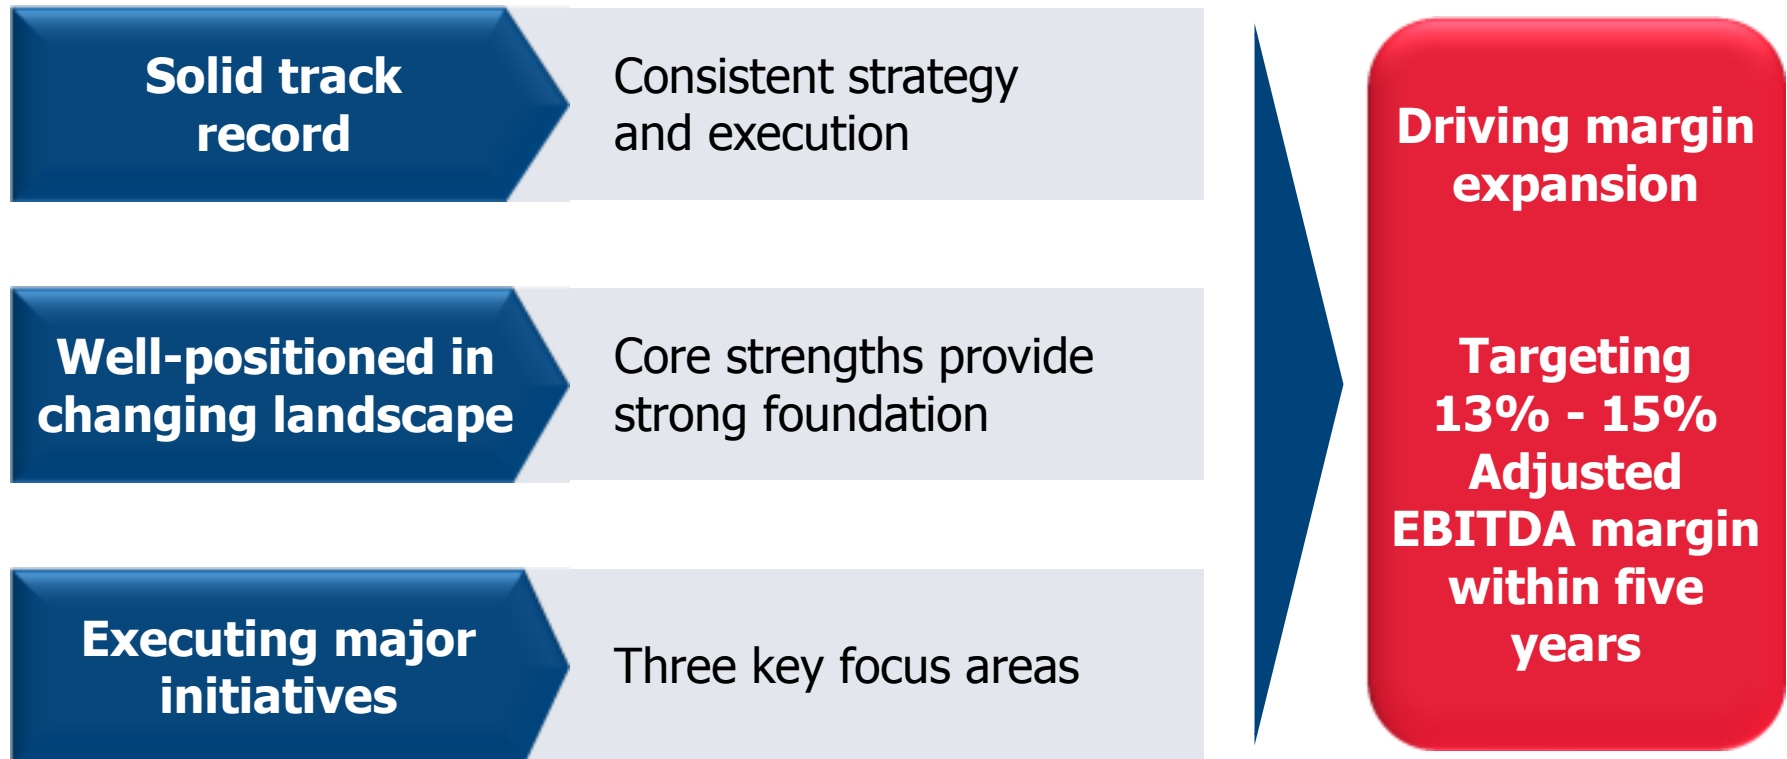 Solid track
record
Consistent strategy
and execution
Well-positioned in
changing landscape
Core strengths provide
strong foundation
Executing major
initiatives
Three key focus areas
Driving margin
expansion
Targeting
13% - 15%
Adjusted
EBITDA margin
within five
years